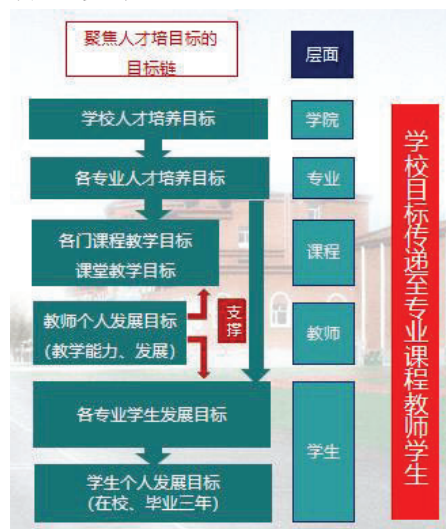 聚焦人才培目标的
目标链
层面
学校人才培养目标
学院
各专业人才培养目标
专业
各门课程教学目标
课堂教学目标
课程
教师个人发展目标
(教学能力、发展)
支撑
教师
各专业学生发展目标
学生个人发展目标
(在校、毕业三年)
学生
学校目标传递至专业课程教师学生